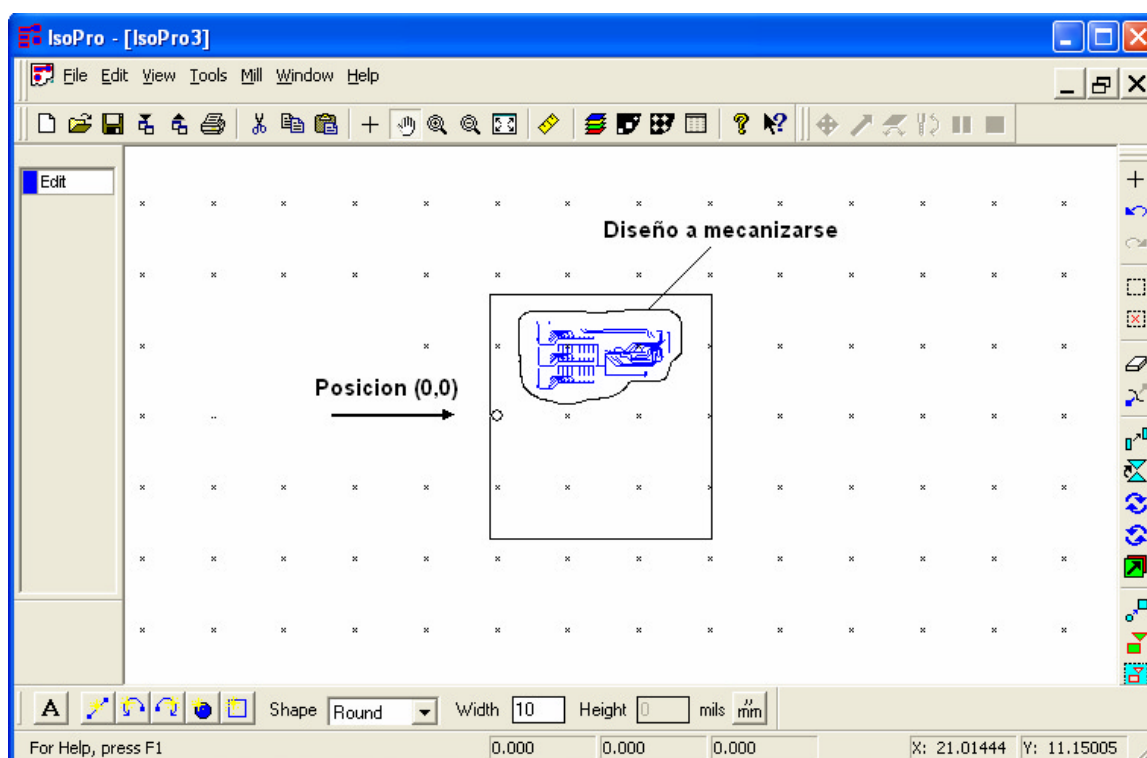 IsoPro - [IsoPro3]
File Edit View Tools Mill Window Help
Edit
Diseño a mecanizarse
Posicion (0,0)
A Shape Round Width 10 Height 0 mils mm
For Help, press F1 0.000 0.000 0.000 X: 21.01444 Y: 11.15005